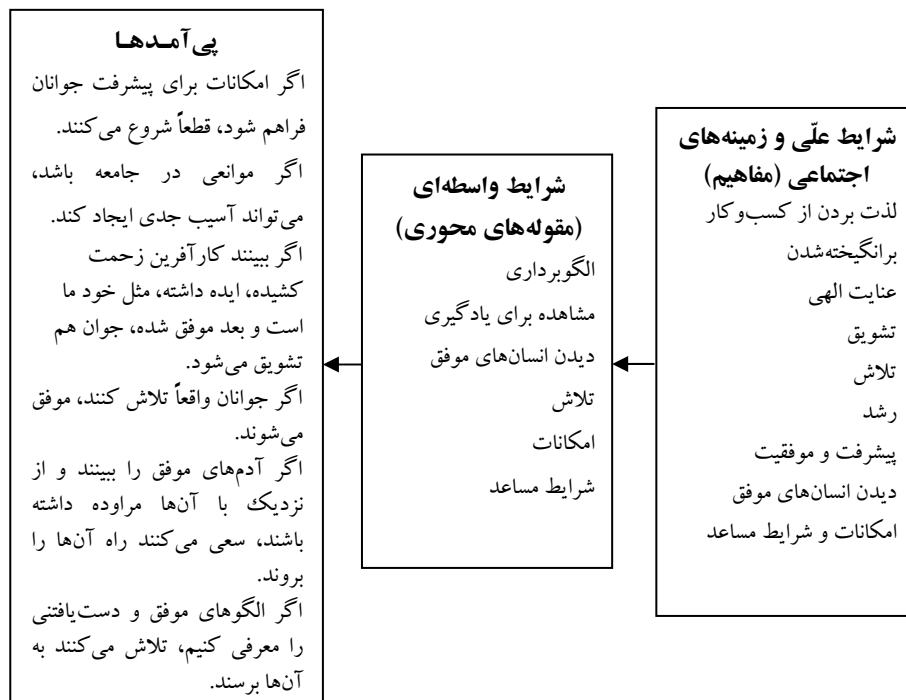 شرایط علّی و زمینه‌های
اجتماعی (مفاهیم)
لذت بردن از کسب‌وکار
برانگیخته‌شدن
عنایت الهی
تشویق
تلاش
رشد
پیشرفت و موفقیت
دیدن انسان‌های موفق
امکانات و شرایط مساعد
شرایط واسطه‌ای
(مقوله‌های محوری)
الگوبرداری
مشاهده برای یادگیری
دیدن انسان‌های موفق
تلاش
امکانات
شرایط مساعد
پی‌آمـدهـا
اگر امکانات برای پیشرفت جوانان
فراهم شود، قطعاً شروع می‌کنند.
اگر موانعی در جامعه باشد،
می‌تواند آسیب جدی ایجاد کند.
اگر ببینند کارآفرین زحمت
کشیده، ایده داشته، مثل خود ما
است و بعد موفق شده، جوان هم
تشویق می‌شود.
اگر جوانان واقعاً تلاش کنند، موفق
می‌شوند.
اگر آدم‌های موفق را ببینند و از
نزدیک با آن‌ها مراوده داشته
باشند، سعی می‌کنند راه آن‌ها را
بروند.
اگر الگوهای موفق و دست‌یافتنی
را معرفی کنیم، تلاش می‌کنند به
آن‌ها برسند.